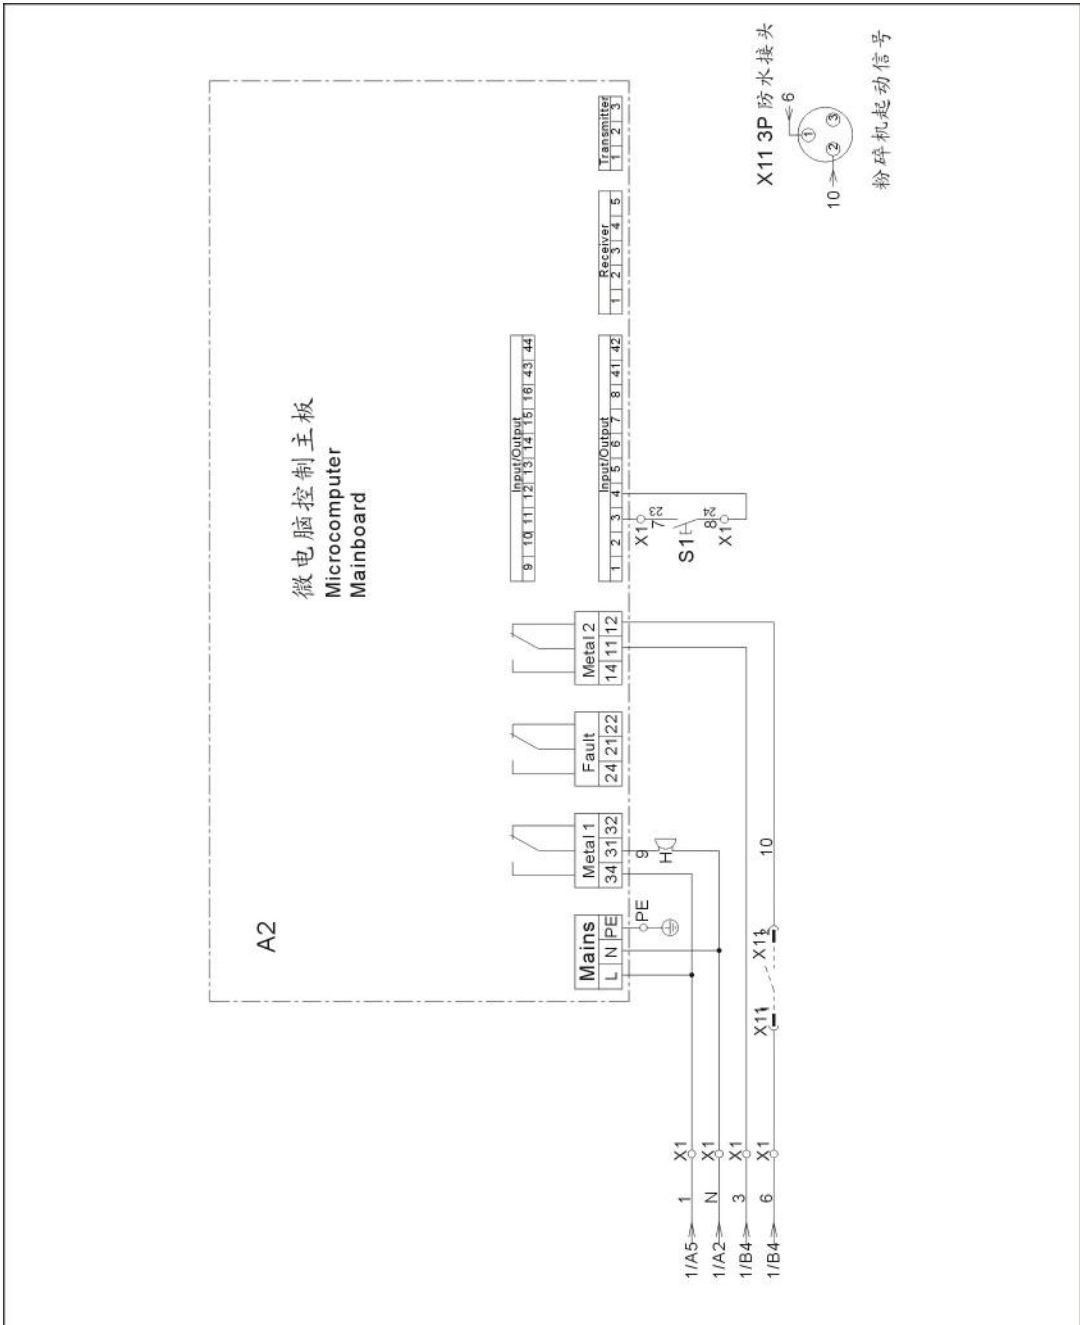 A2
微电脑控制主板
Microcomputer
Mainboard
Mains
L N PE
Metal 1
34 31 32
Fault
24 21 22
Metal 2
14 11 12
Input/Output
9 10 11 12 13 14 15 16 43 44
Input/Output
1 2 3 4 5 6 7 8 41 42
Receiver
1 2 3 4 5
Transmitter
1 2 3
PE
9
H
X1
7
23
S1
8
24
X1
1/A5
1
X1
1/A2
N
X1
1/B4
3
X1
1/B4
6
X1
X11
1
X11
2
10
X11 3P 防水接头
6
1
2
3
10
粉碎机起动信号